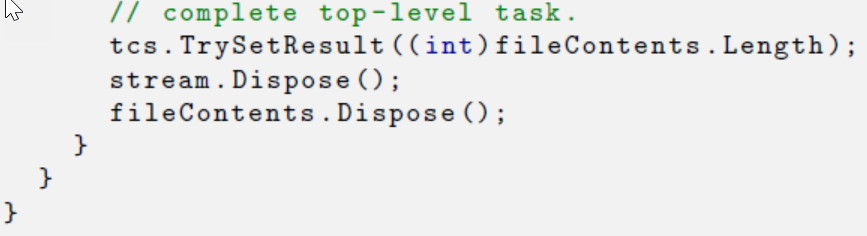 // complete top-level task.
tcs.TrySetResult((int)fileContents.Length);
stream.Dispose();
fileContents.Dispose();
}
}
}